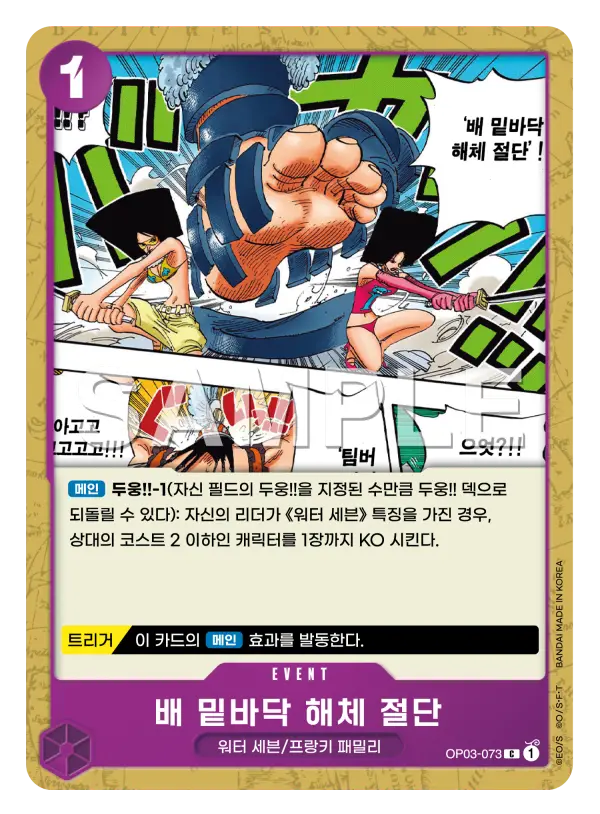 1
'배 밑바닥
해체 절단' !
SAMPLE
아고고
고고고!!!
'팀버
으엇?!!
메인 두웅!!-1(자신 필드의 두웅!!을 지정된 수만큼 두웅!! 덱으로
되돌릴 수 있다): 자신의 리더가 《워터 세븐》 특징을 가진 경우,
상대의 코스트 2 이하인 캐릭터를 1장까지 KO 시킨다.
트리거 이 카드의 메인 효과를 발동한다.
EVENT
배 밑바닥 해체 절단
워터 세븐/프랑키 패밀리
OP03-073 C 1
©EO/S ©O/S·F·T BANDAI MADE IN KOREA